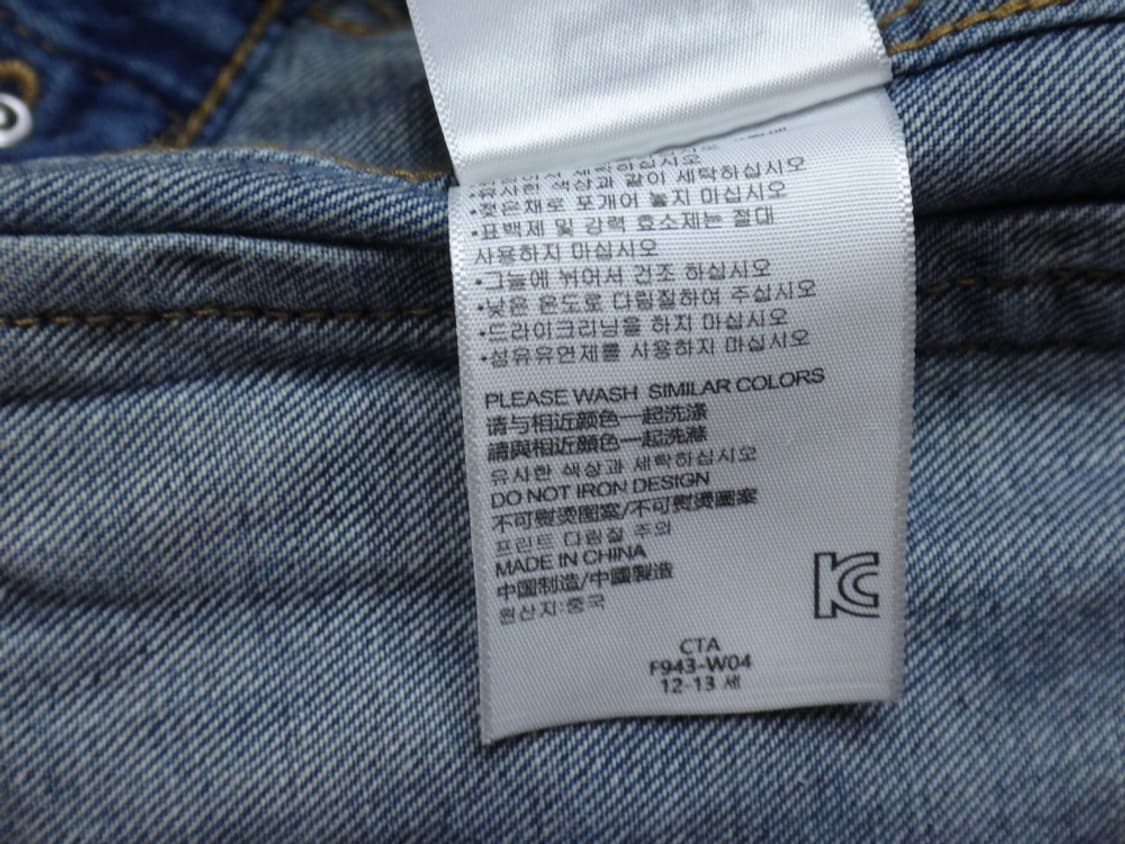 세탁하십시오
•유사한 색상과 같이 세탁하십시오
•젖은채로 포개어 놓지 마십시오
•표백제 및 강력 효소제는 절대
사용하지 마십시오
•그늘에 뉘어서 건조 하십시오
•낮은 온도로 다림질하여 주십시오
•드라이크리닝을 하지 마십시오
•섬유유연제를 사용하지 마십시오
PLEASE WASH SIMILAR COLORS
请与相近颜色一起洗涤
請與相近顏色一起洗滌
유사한 색상과 세탁하십시오
DO NOT IRON DESIGN
不可熨烫图案/不可熨燙圖案
프린트 다림질 주의
MADE IN CHINA
中国制造/中國製造
원산지:중국
CTA
F943-W04
12-13 세